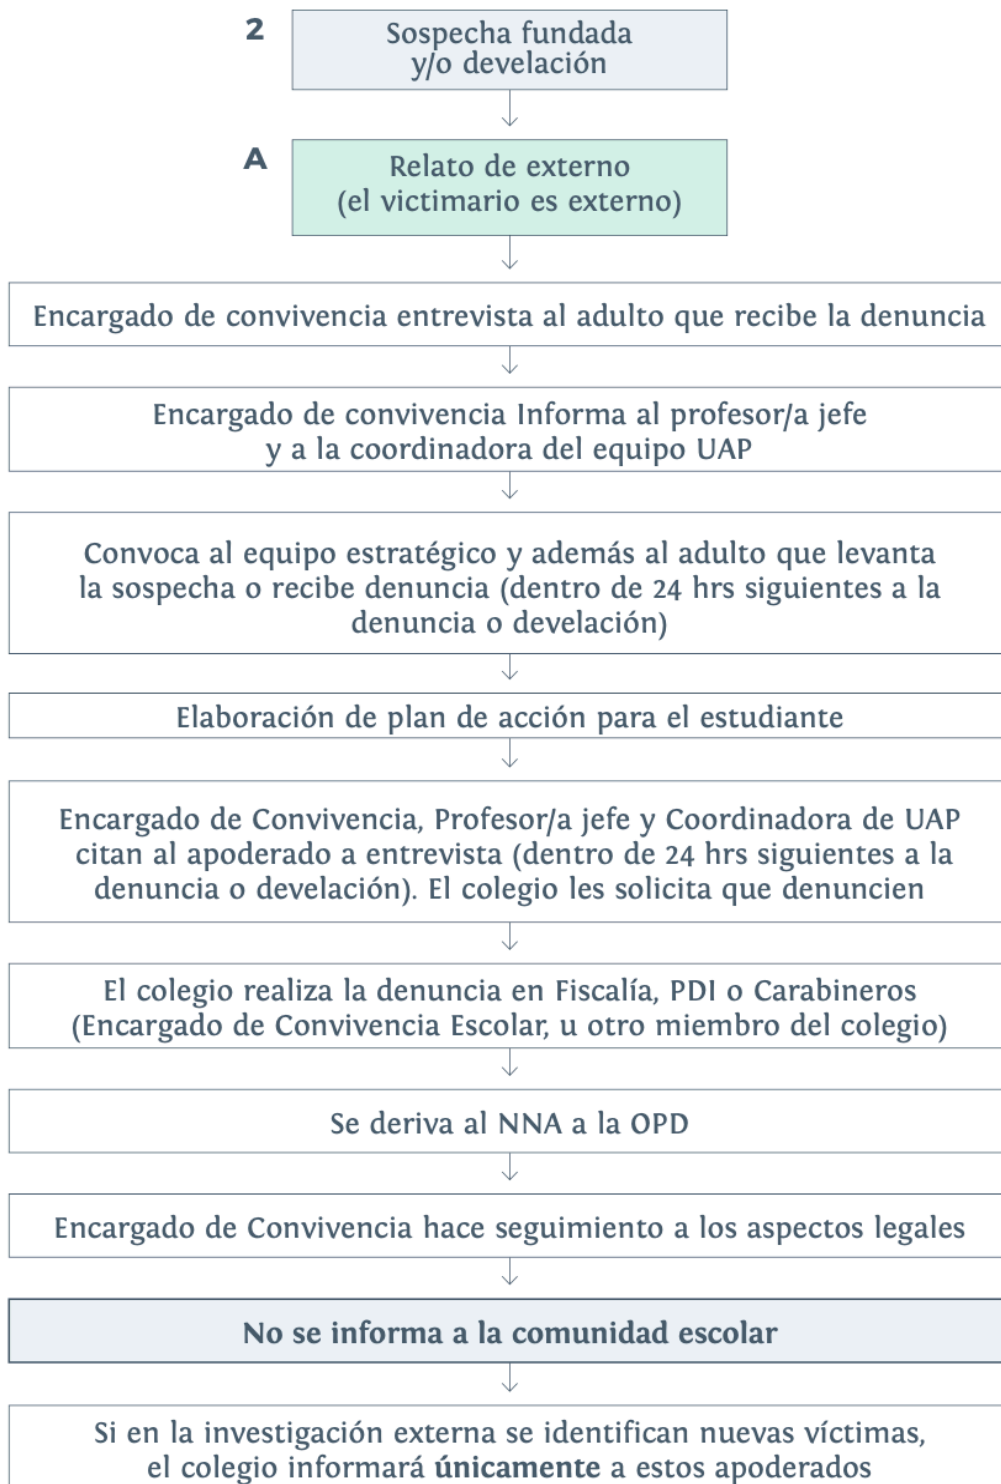 2
Sospecha fundada
y/o develación
A
Relato de externo
(el victimario es externo)
Encargado de convivencia entrevista al adulto que recibe la denuncia
Encargado de convivencia Informa al profesor/a jefe
y a la coordinadora del equipo UAP
Convoca al equipo estratégico y además al adulto que levanta
la sospecha o recibe denuncia (dentro de 24 hrs siguientes a la
denuncia o develación)
Elaboración de plan de acción para el estudiante
Encargado de Convivencia, Profesor/a jefe y Coordinadora de UAP
citan al apoderado a entrevista (dentro de 24 hrs siguientes a la
denuncia o develación). El colegio les solicita que denuncien
El colegio realiza la denuncia en Fiscalía, PDI o Carabineros
(Encargado de Convivencia Escolar, u otro miembro del colegio)
Se deriva al NNA a la OPD
Encargado de Convivencia hace seguimiento a los aspectos legales
No se informa a la comunidad escolar
Si en la investigación externa se identifican nuevas víctimas,
el colegio informará únicamente a estos apoderados